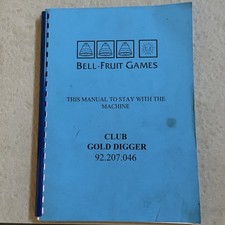 BELL-FRUIT GAMES
THIS MANUAL TO STAY WITH THE
MACHINE
CLUB
GOLD DIGGER
92.207.046